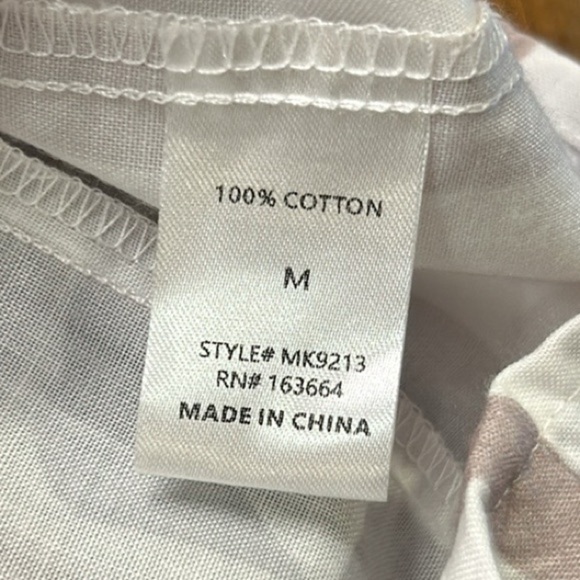 100% COTTON
M
STYLE# MK9213
RN# 163664
MADE IN CHINA